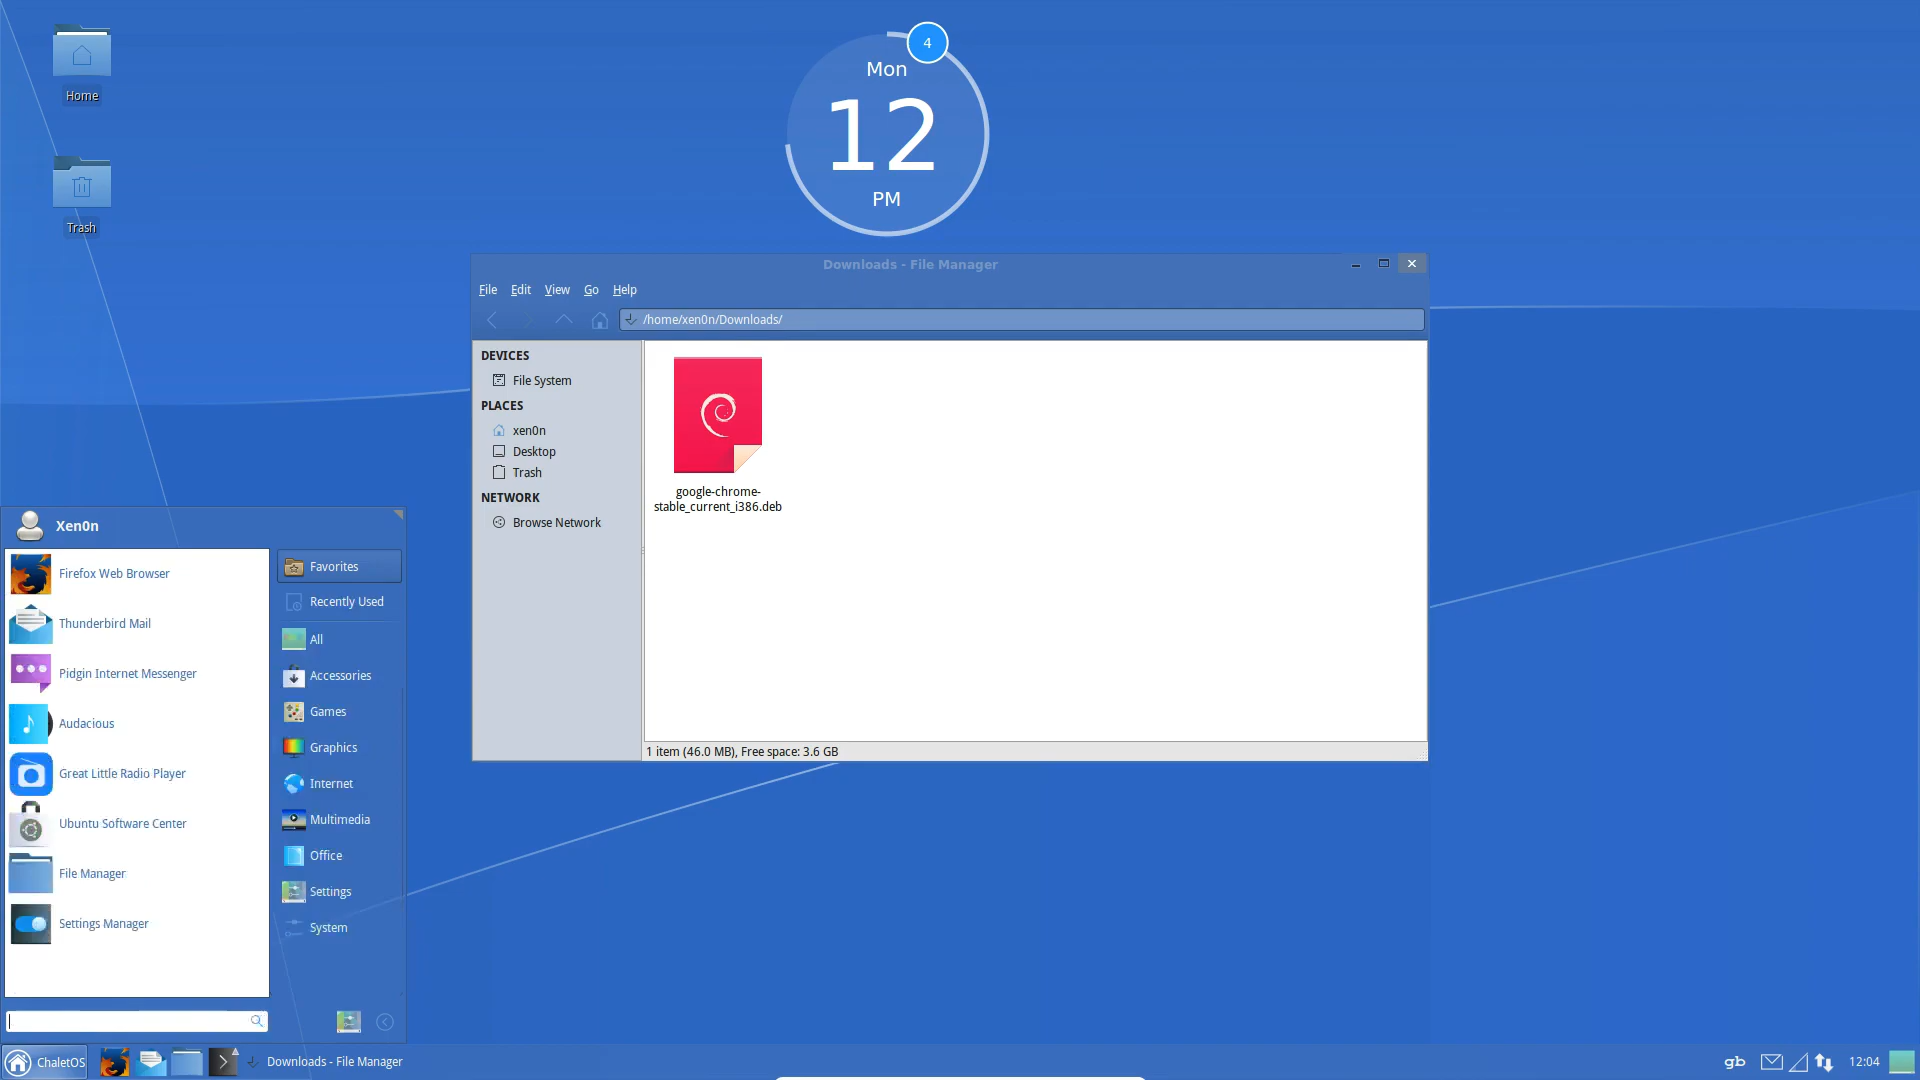 Home
Trash
4
Mon
12
PM
Downloads - File Manager
File Edit View Go Help
/home/xen0n/Downloads/
DEVICES
File System
PLACES
xen0n
Desktop
Trash
NETWORK
Browse Network
google-chrome-
stable_current_i386.deb
1 item (46.0 MB), Free space: 3.6 GB
Xen0n
Firefox Web Browser
Thunderbird Mail
Pidgin Internet Messenger
Audacious
Great Little Radio Player
Ubuntu Software Center
File Manager
Settings Manager
Favorites
Recently Used
All
Accessories
Games
Graphics
Internet
Multimedia
Office
Settings
System
ChaletOS
Downloads - File Manager
gb
12:04